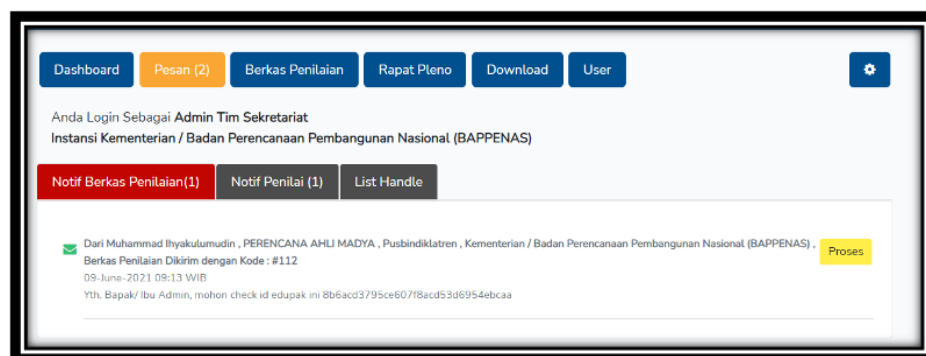 Dashboard Pesan (2) Berkas Penilaian Rapat Pleno Download User
Anda Login Sebagai Admin Tim Sekretariat
Instansi Kementerian / Badan Perencanaan Pembangunan Nasional (BAPPENAS)
Notif Berkas Penilaian(1) Notif Penilai (1) List Handle
Dari Muhammad Ihyakulumudin , PERENCANA AHLI MADYA , Pusbindiklatren , Kementerian / Badan Perencanaan Pembangunan Nasional (BAPPENAS) ,
Berkas Penilaian Dikirim dengan Kode : #112
Proses
09-June-2021 09:13 WIB
Yth. Bapak/ Ibu Admin, mohon check id edupak ini 8b6acd3795ce607f8acd53d6954ebcaa